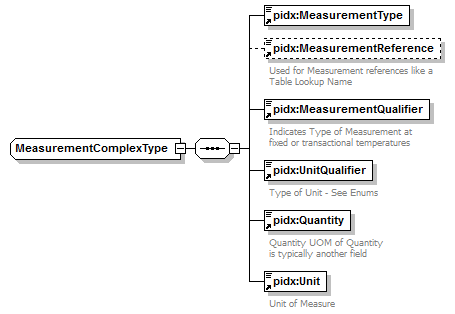 pidx:MeasurementType
pidx:MeasurementReference
Used for Measurement references like a
Table Lookup Name
pidx:MeasurementQualifier
Indicates Type of Measurement at
fixed or transactional temperatures
MeasurementComplexType
pidx:UnitQualifier
Type of Unit - See Enums
pidx:Quantity
Quantity UOM of Quantity
is typically another field
pidx:Unit
Unit of Measure